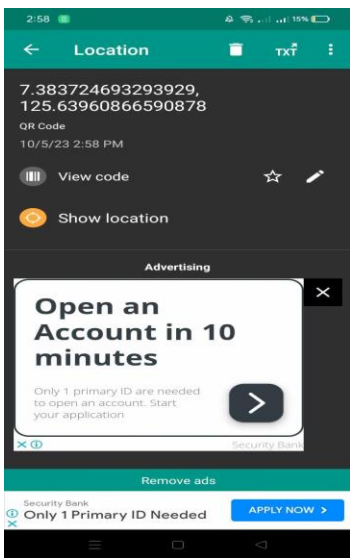 2:58 15%
Location TXT
7.383724693293929,
125.63960866590878
QR Code
10/5/23 2:58 PM
View code
Show location
Advertising
Open an
Account in 10
minutes
Only 1 primary ID are needed
to open an account. Start
your application
Security Bank
Remove ads
Security Bank
Only 1 Primary ID Needed
APPLY NOW